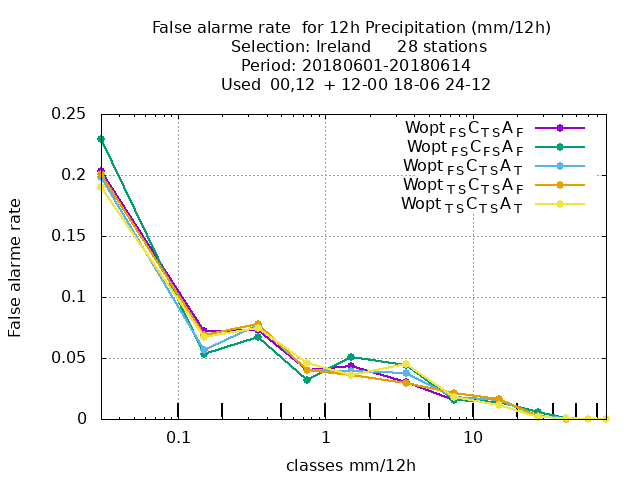 False alarme rate  for 12h Precipitation (mm/12h)
Selection: Ireland     28 stations
Period: 20180601-20180614
Used  00,12  + 12-00 18-06 24-12
Wopt FS C TS A F
Wopt FS C FS A F
Wopt FS C TS A T
Wopt TS C TS A F
Wopt TS C TS A T
False alarme rate
0.25
0.2
0.15
0.1
0.05
0
0.1 1 10
classes mm/12h